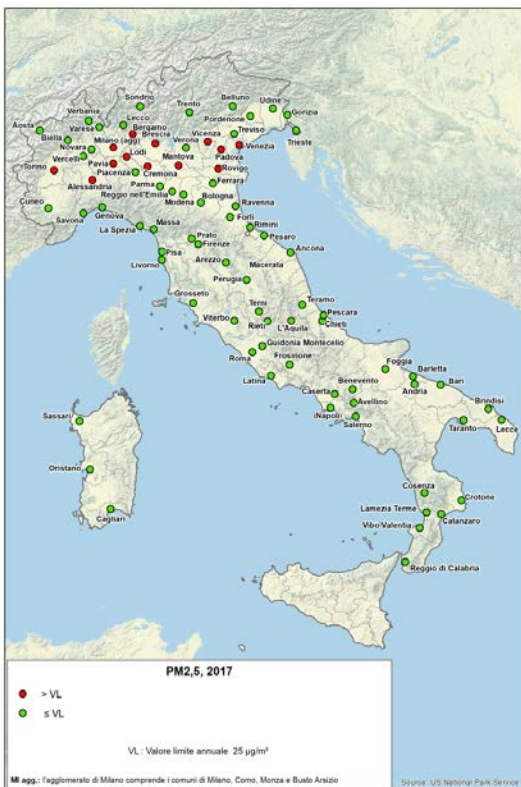 Sondrio
Belluno
Udine
Verbania
Trento
Gorizia
Lecco
Pordenone
Aosta
Varese
Bergamo
Treviso
Biella
Milano (agg)
Brescia
Vicenza
Trieste
Novara
Lodi
Verona
Venezia
Vercelli
Mantova
Padova
Torino
Pavia
Piacenza
Cremona
Rovigo
Alessandria
Parma
Ferrara
Reggio nell'Emilia
Cuneo
Modena
Bologna
Ravenna
Savona
Genova
Forlì
La Spezia
Massa
Rimini
Prato
Pesaro
Firenze
Pisa
Ancona
Livorno
Arezzo
Macerata
Perugia
Grosseto
Terni
Teramo
Pescara
Viterbo
Rieti
L'Aquila
Chieti
Guidonia Montecelio
Roma
Frosinone
Foggia
Barletta
Latina
Benevento
Bari
Caserta
Andria
Avellino
Brindisi
Napoli
Sassari
Salerno
Taranto
Lecce
Oristano
Cosenza
Crotone
Lamezia Terme
Cagliari
Vibo Valentia
Catanzaro
Reggio di Calabria
PM2,5, 2017
> VL
≤ VL
VL : Valore limite annuale 25 µg/m³
MI agg.: l'agglomerato di Milano comprende i comuni di Milano, Como, Monza e Busto Arsizio
Source: US National Park Service